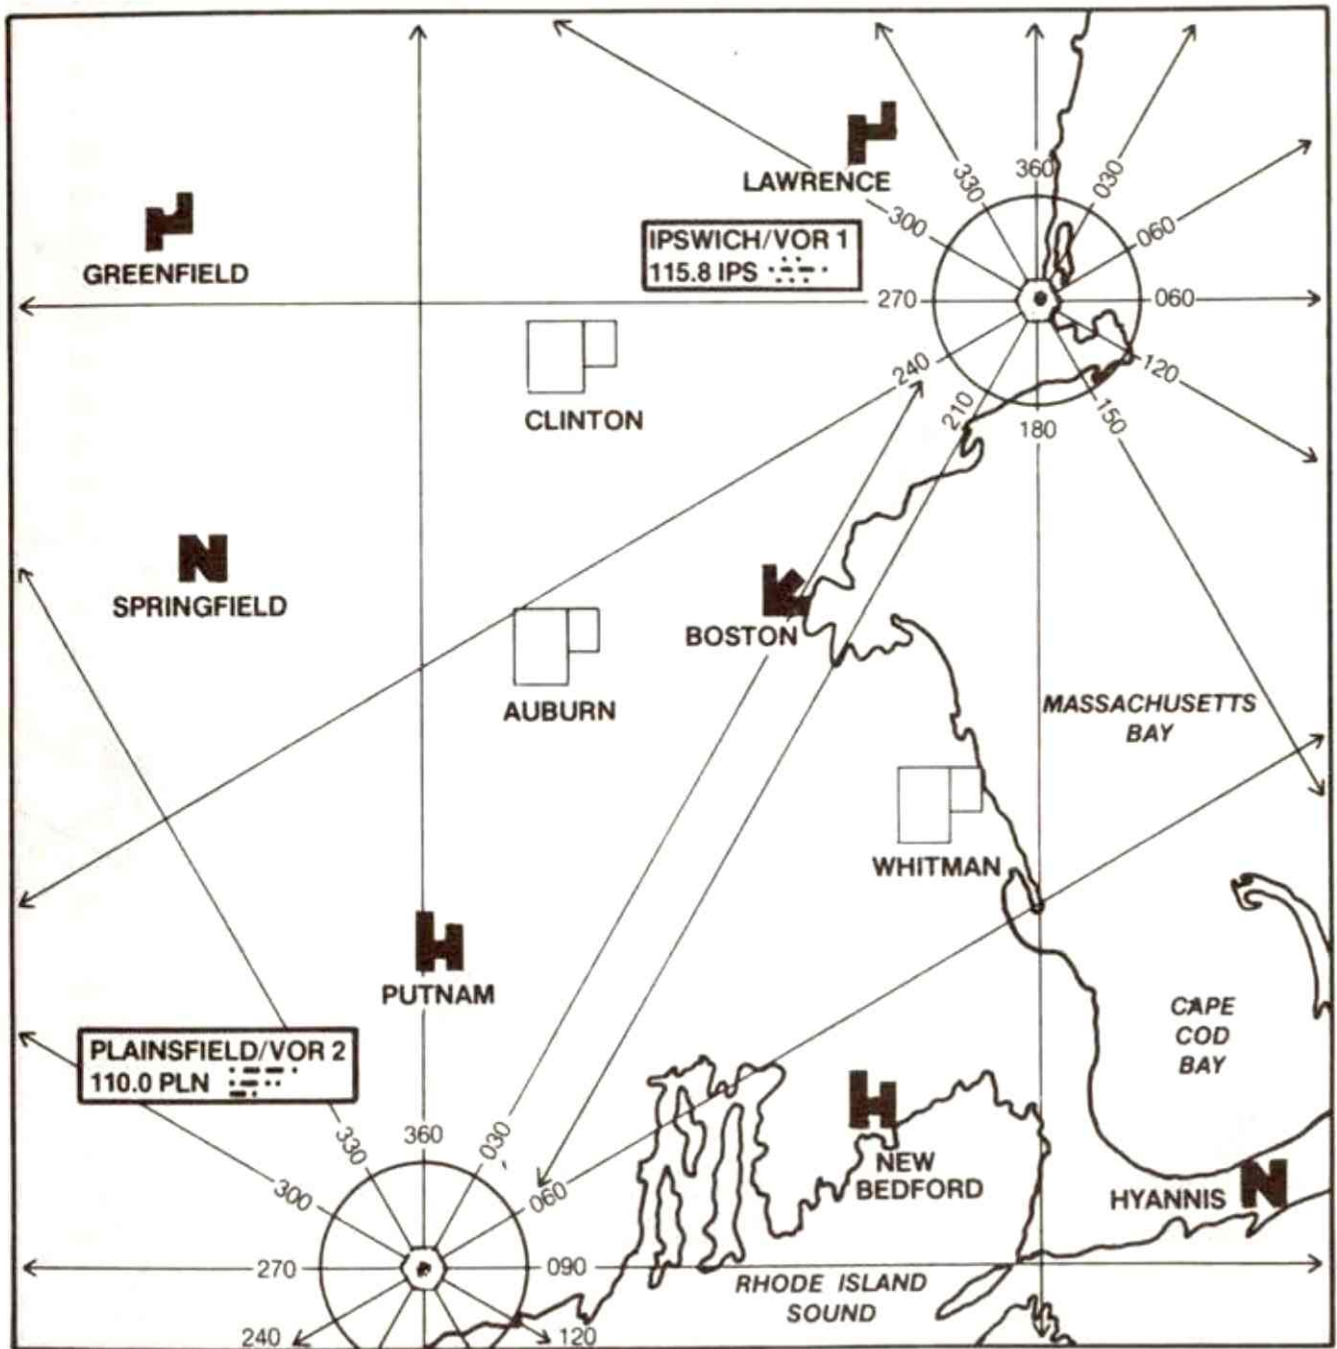 LAWRENCE
GREENFIELD
IPSWICH/VOR 1
115.8 IPS
330
360
030
300
060
270
060
240
120
210
150
180
CLINTON
SPRINGFIELD
BOSTON
AUBURN
MASSACHUSETTS
BAY
WHITMAN
PUTNAM
CAPE
COD
BAY
PLAINSFIELD/VOR 2
110.0 PLN
330
360
030
300
060
NEW
BEDFORD
HYANNIS
270
090
RHODE ISLAND
SOUND
240
120